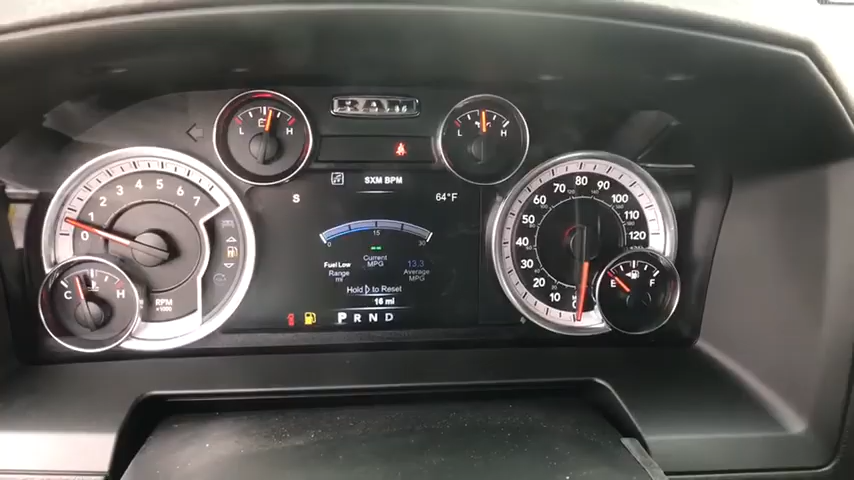 RAM
L H
L H
SXM BPM
S 64°F
0 15 30
Current
MPG
Fuel Low
Range
mi
13.3
Average
MPG
Hold ▷ to Reset
16 mi
P R N D
0 1 2 3 4 5 6 7
RPM
x1000
C H
10 20 30 40 50 60 70 80 90 100 110 120
E F